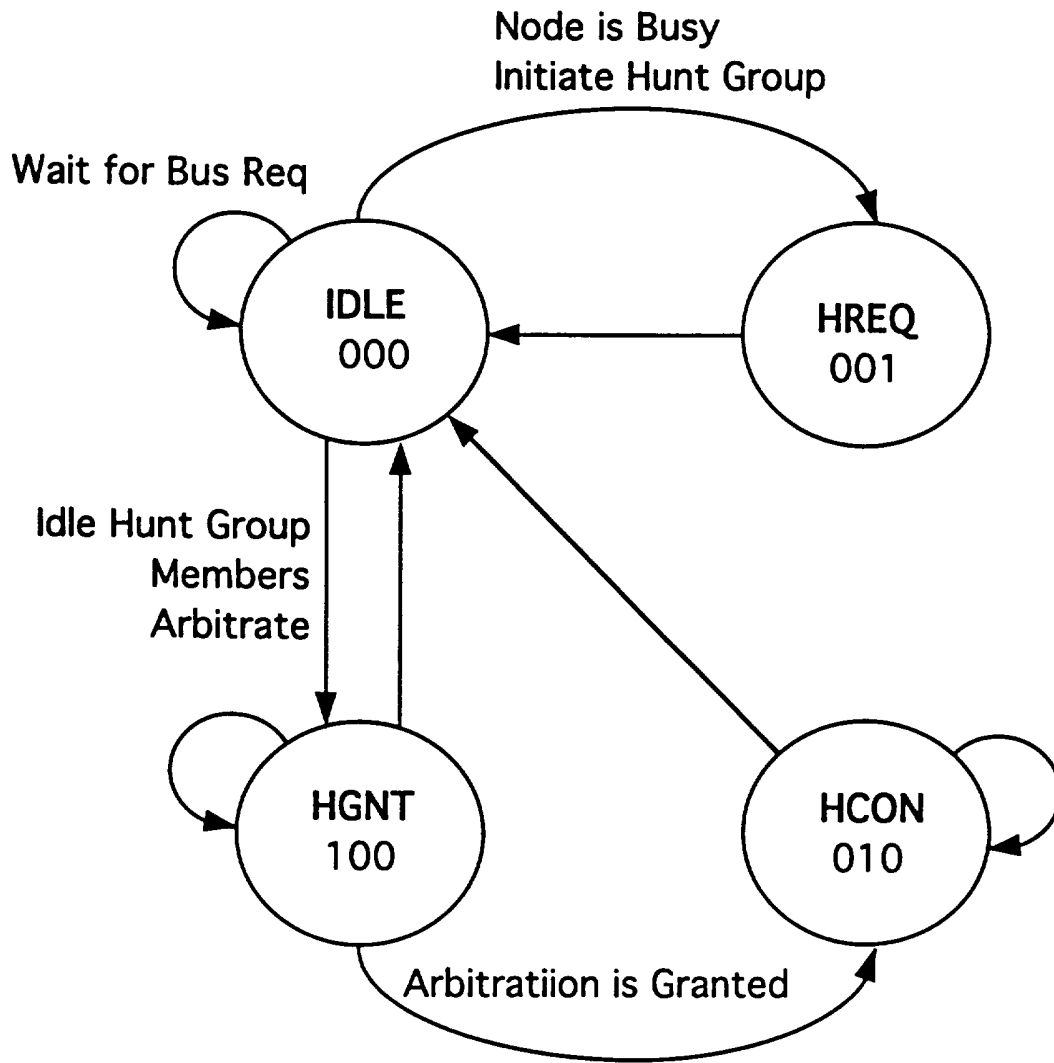 Node is Busy
Initiate Hunt Group
Wait for Bus Req
IDLE
000
HREQ
001
Idle Hunt Group
Members
Arbitrate
HGNT
100
HCON
010
Arbitratiion is Granted